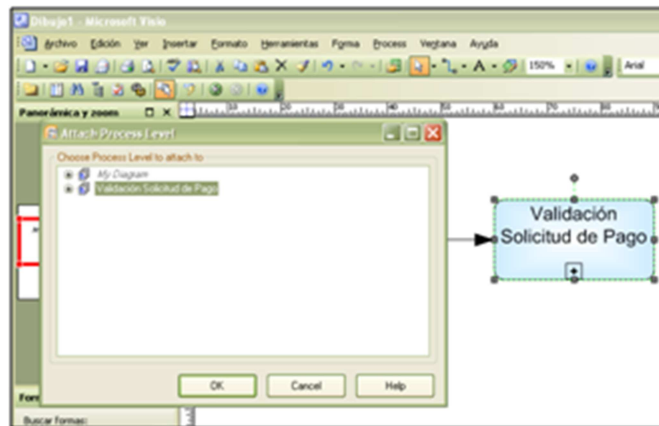 Dibujo1 - Microsoft Visio
Archivo Edición Ver Insertar Formato Herramientas Forma Process Ventana Ayuda
150% Arial
Panorámica y zoom
Attach Process Level
Choose Process Level to attach to
My Diagram
Validación Solicitud de Pago
Validación
Solicitud de Pago
OK Cancel Help
Buscar formas: